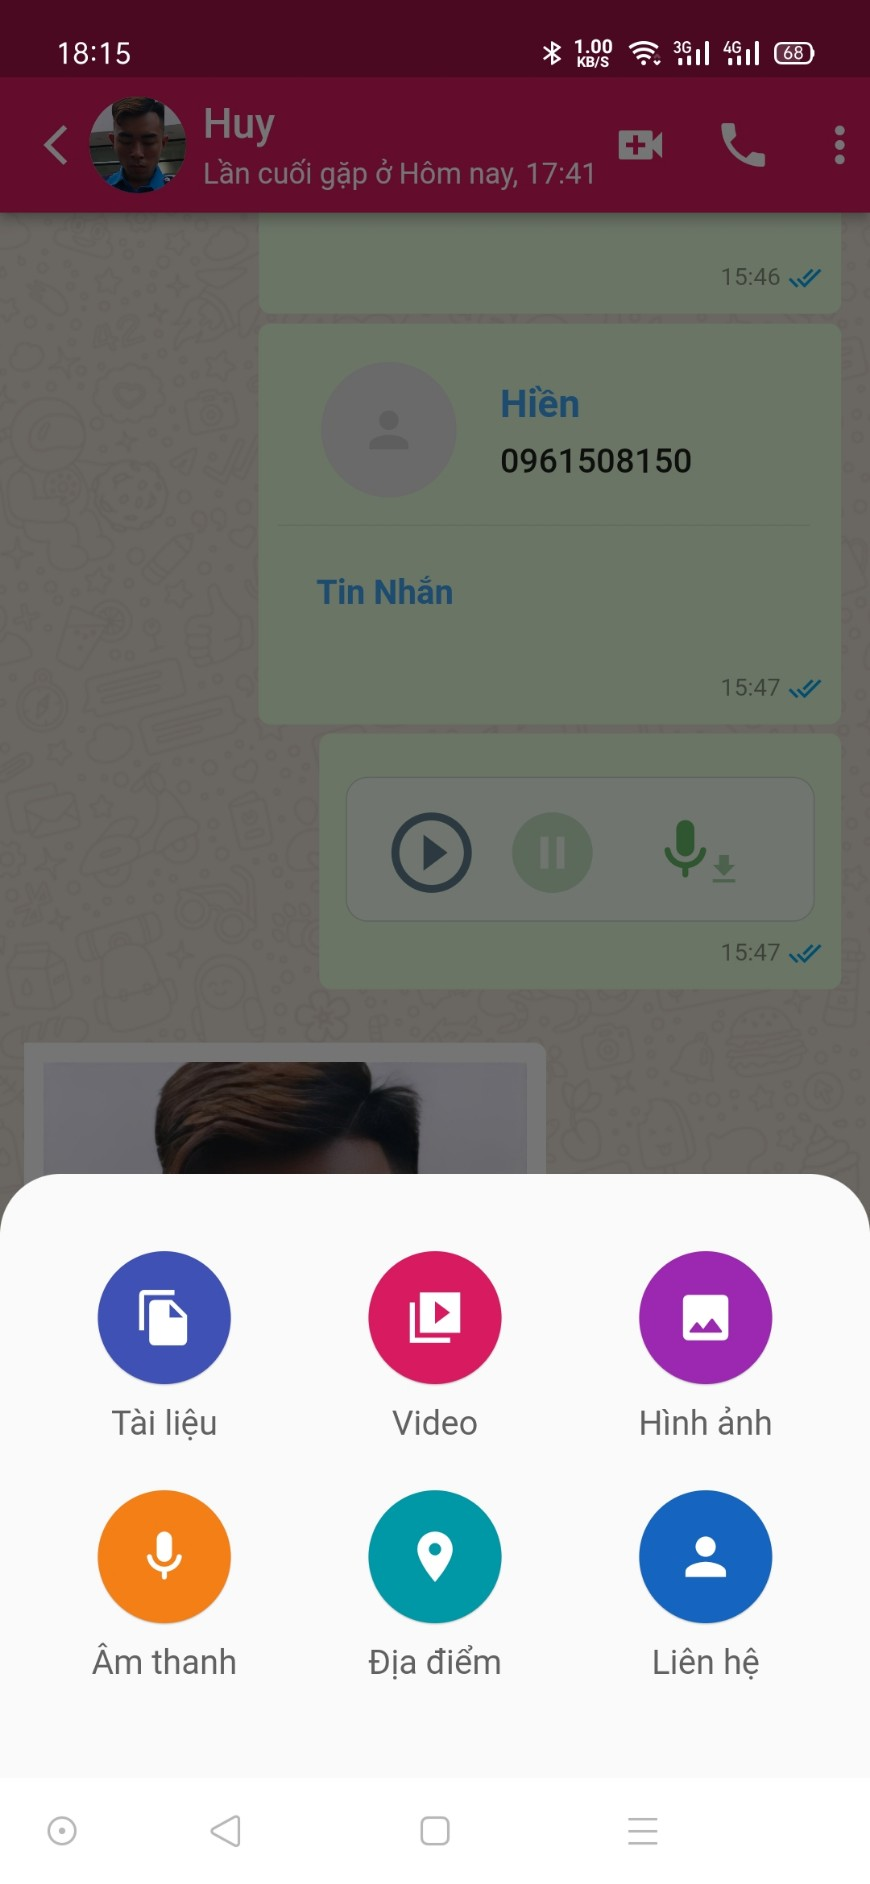 18:15
1.00
KB/S
3G
4G
68
Huy
Lần cuối gặp ở Hôm nay, 17:41
15:46
Hiền
0961508150
Tin Nhắn
15:47
15:47
Tài liệu
Video
Hình ảnh
Âm thanh
Địa điểm
Liên hệ